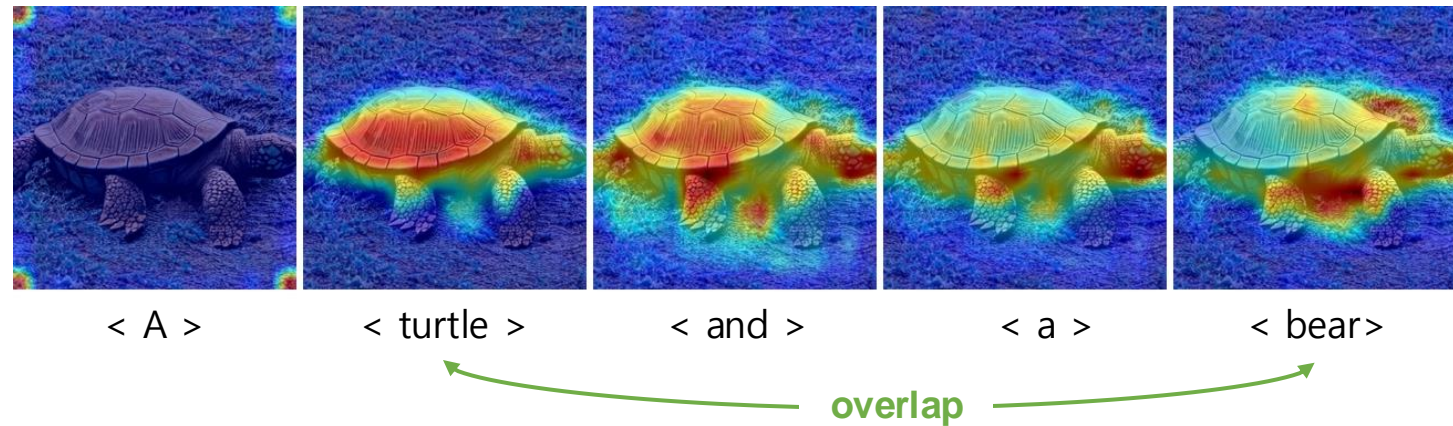 < A > < turtle > < and > < a > < bear>
overlap